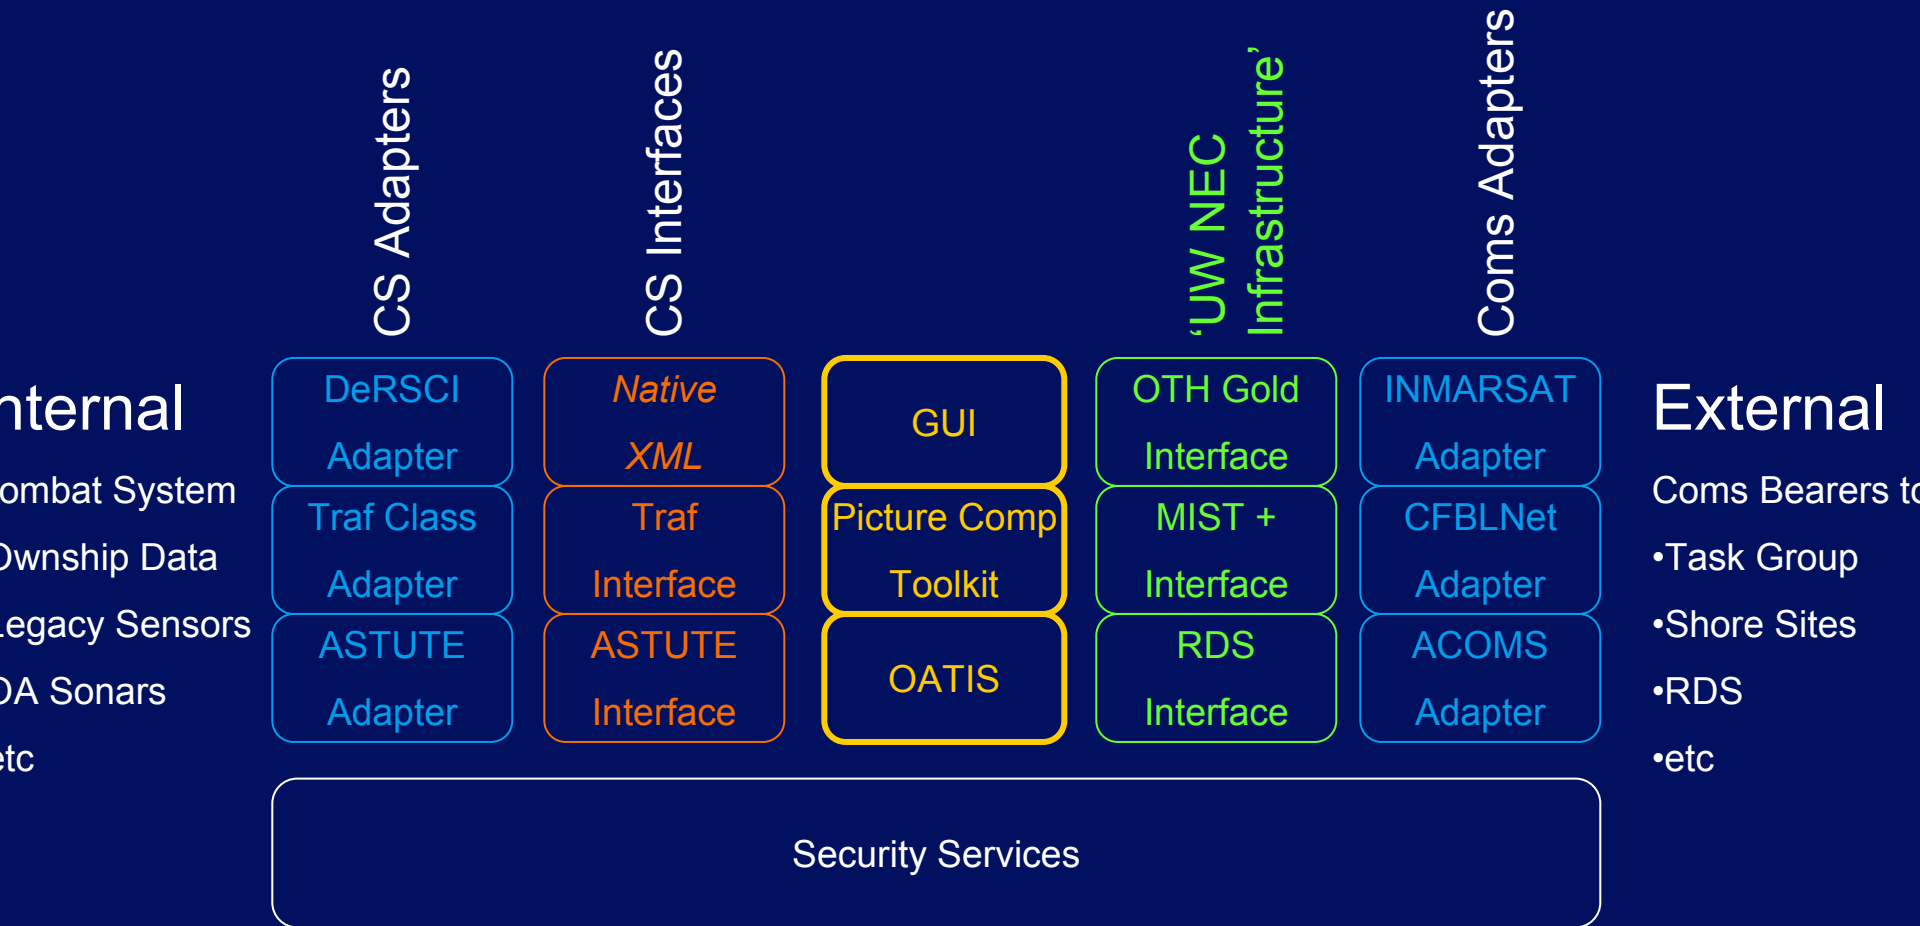 CS Adapters
CS Interfaces
‘UW NEC
Infrastructure’
Coms Adapters
nternal
ombat System
Ownship Data
Legacy Sensors
OA Sonars
etc
DeRSCI
Adapter
Traf Class
Adapter
ASTUTE
Adapter
Native
XML
Traf
Interface
ASTUTE
Interface
GUI
Picture Comp
Toolkit
OATIS
OTH Gold
Interface
MIST +
Interface
RDS
Interface
INMARSAT
Adapter
CFBLNet
Adapter
ACOMS
Adapter
External
Coms Bearers to
•Task Group
•Shore Sites
•RDS
•etc
Security Services